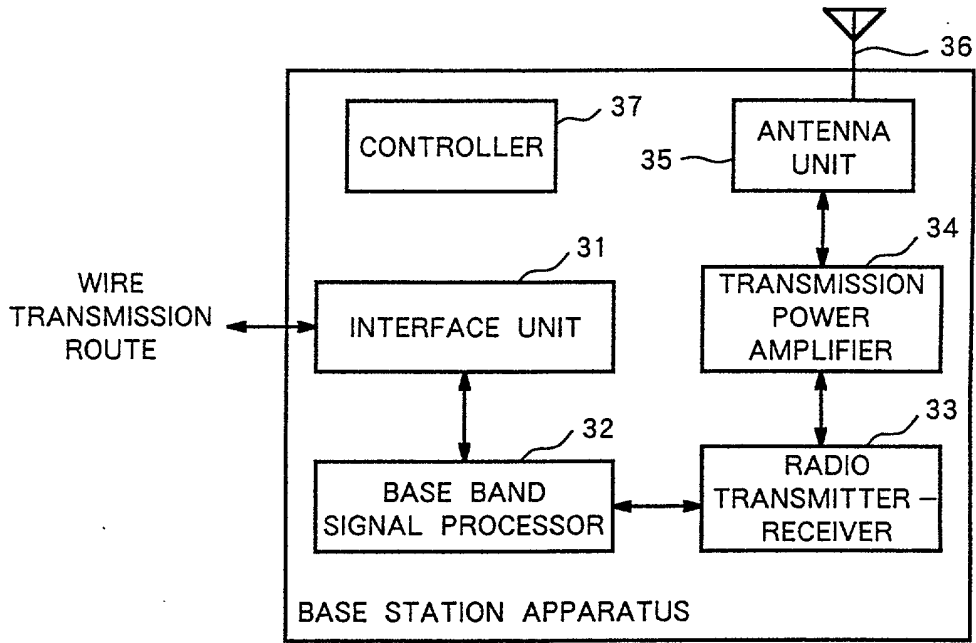 36
37
CONTROLLER
35
ANTENNA
UNIT
31
34
WIRE
TRANSMISSION
ROUTE
INTERFACE UNIT
TRANSMISSION
POWER
AMPLIFIER
32
33
BASE BAND
SIGNAL PROCESSOR
RADIO
TRANSMITTER –
RECEIVER
BASE STATION APPARATUS